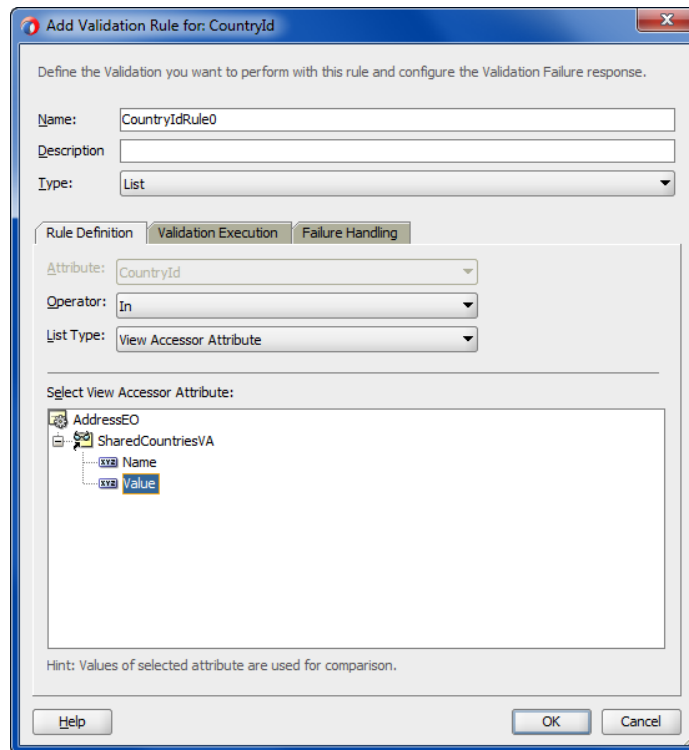 Add Validation Rule for: CountryId
Define the Validation you want to perform with this rule and configure the Validation Failure response.
Name: CountryIdRule0
Description
Type: List
Rule Definition Validation Execution Failure Handling
Attribute: CountryId
Operator: In
List Type: View Accessor Attribute
Select View Accessor Attribute:
AddressEO
SharedCountriesVA
XYZ Name
XYZ Value
Hint: Values of selected attribute are used for comparison.
Help OK Cancel